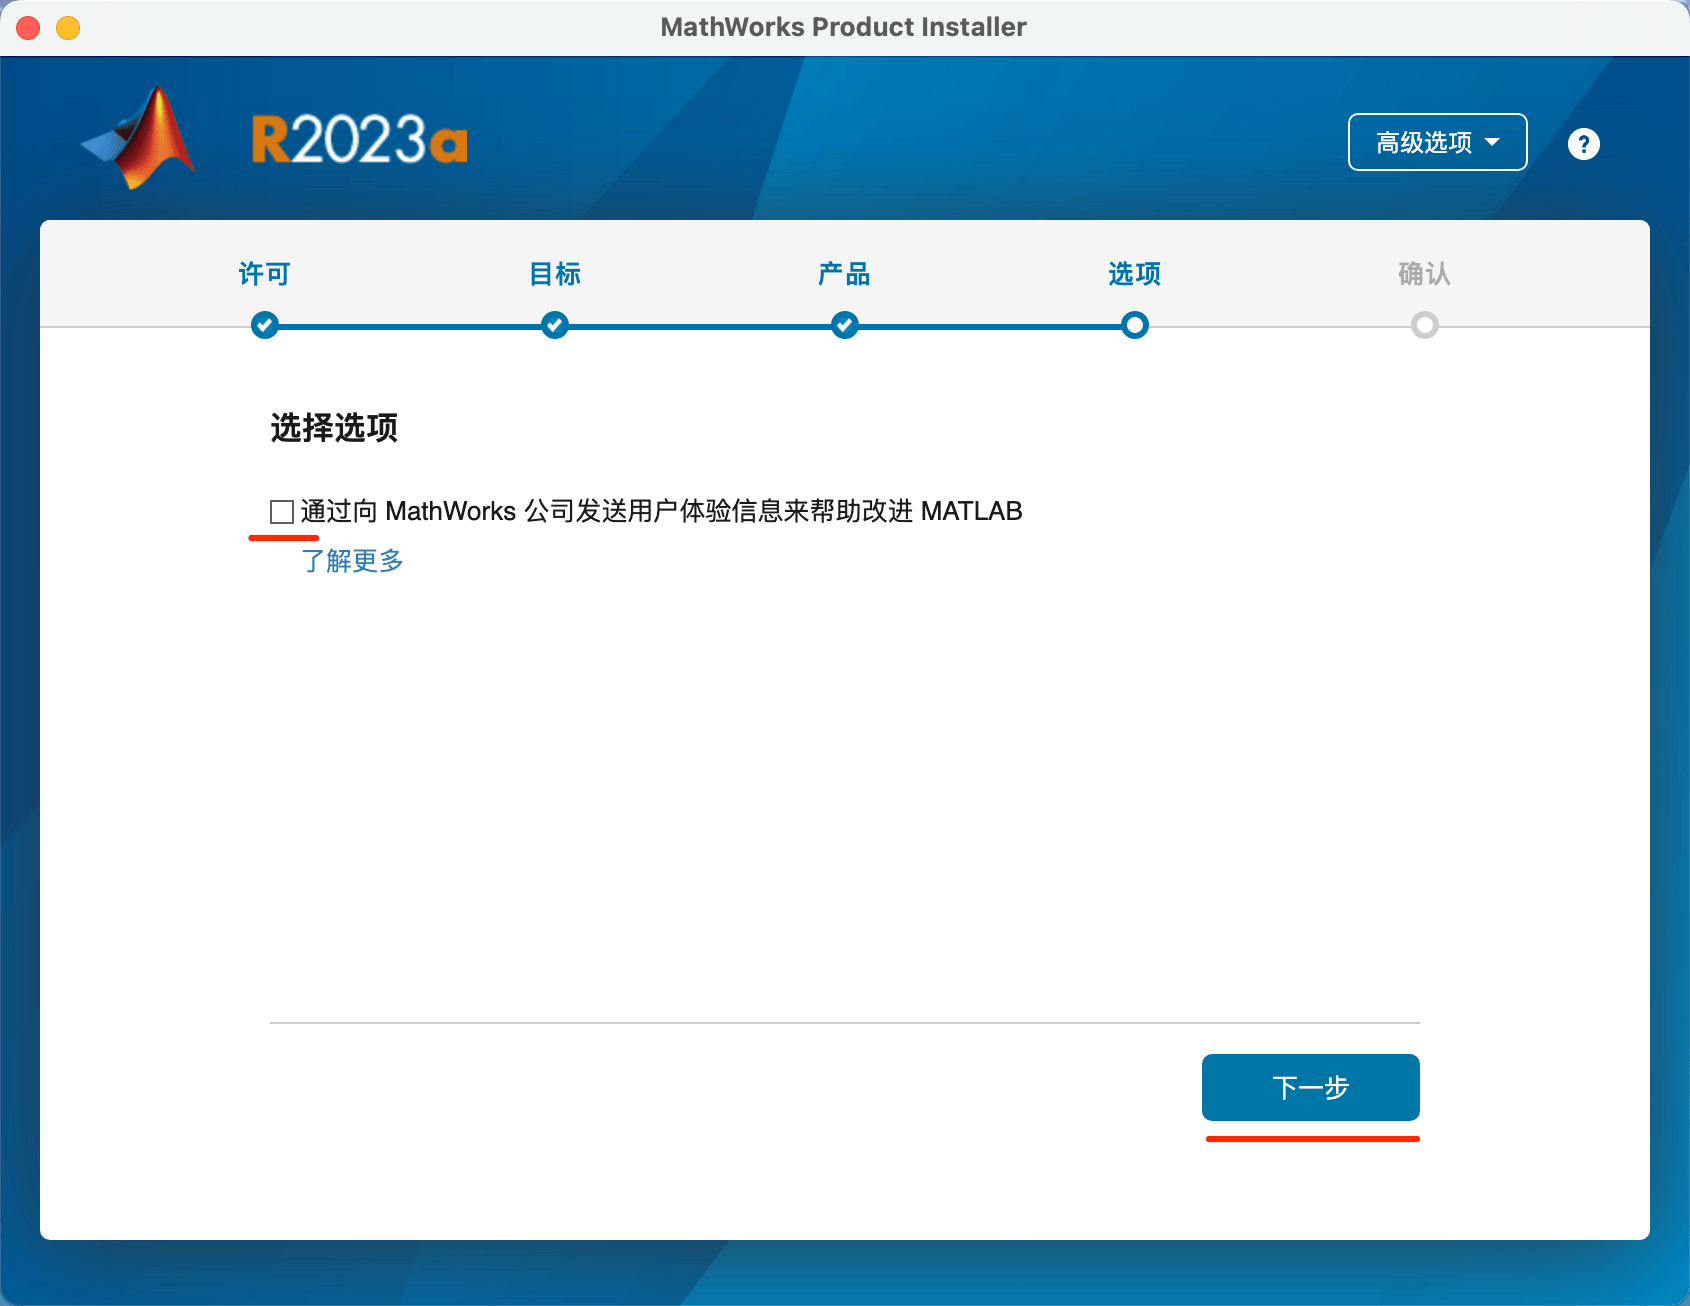 MathWorks Product Installer
R2023a
高级选项
?
许可 目标 产品 选项 确认
选择选项
通过向 MathWorks 公司发送用户体验信息来帮助改进 MATLAB
了解更多
下一步